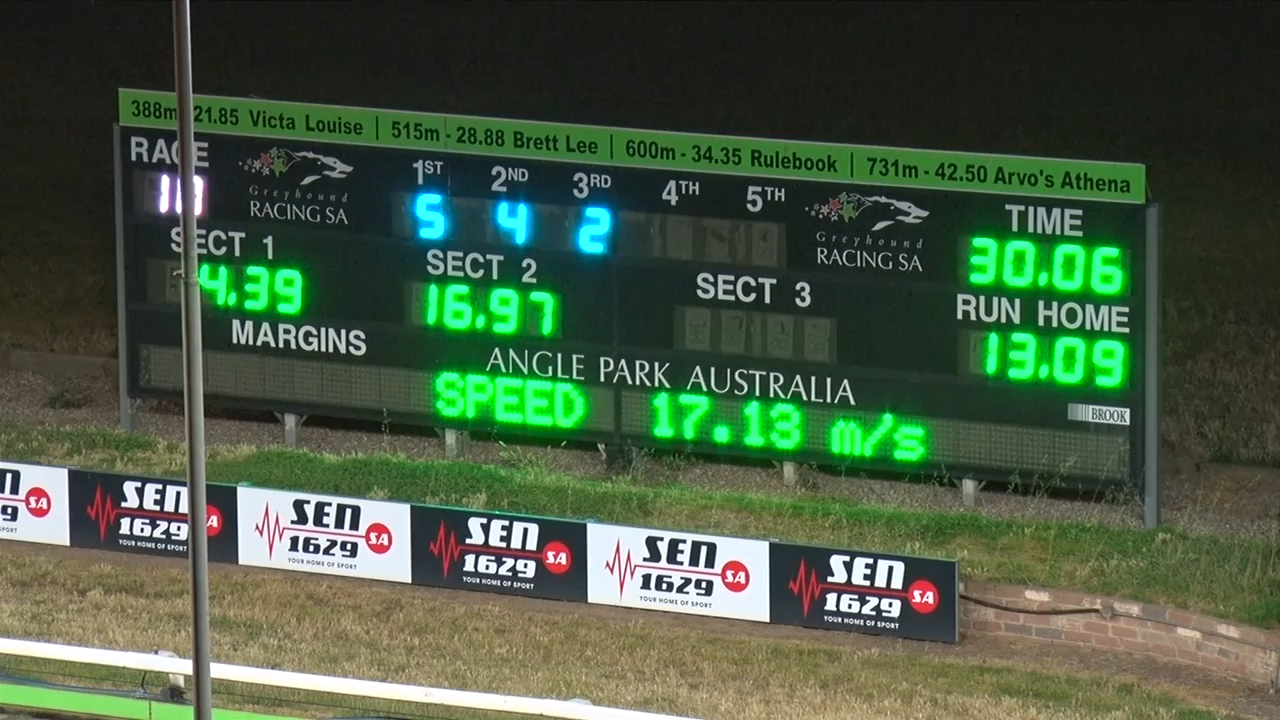 388m 21.85 Victa Louise | 515m - 28.88 Brett Lee | 600m - 34.35 Rulebook | 731m - 42.50 Arvo's Athena
RACE
Greyhound
RACING SA
1ST 2ND 3RD 4TH 5TH
5 4 2
Greyhound
RACING SA
TIME
30.06
SECT 1
4.39
SECT 2
16.97
SECT 3
RUN HOME
13.09
MARGINS
ANGLE PARK AUSTRALIA
SPEED 17.13 m/s
BROOK
SA
SEN
1629 SA
YOUR HOME OF SPORT
SEN
1629 SA
YOUR HOME OF SPORT
SEN
1629 SA
YOUR HOME OF SPORT
SEN
1629 SA
YOUR HOME OF SPORT
SEN
1629 SA
YOUR HOME OF SPORT